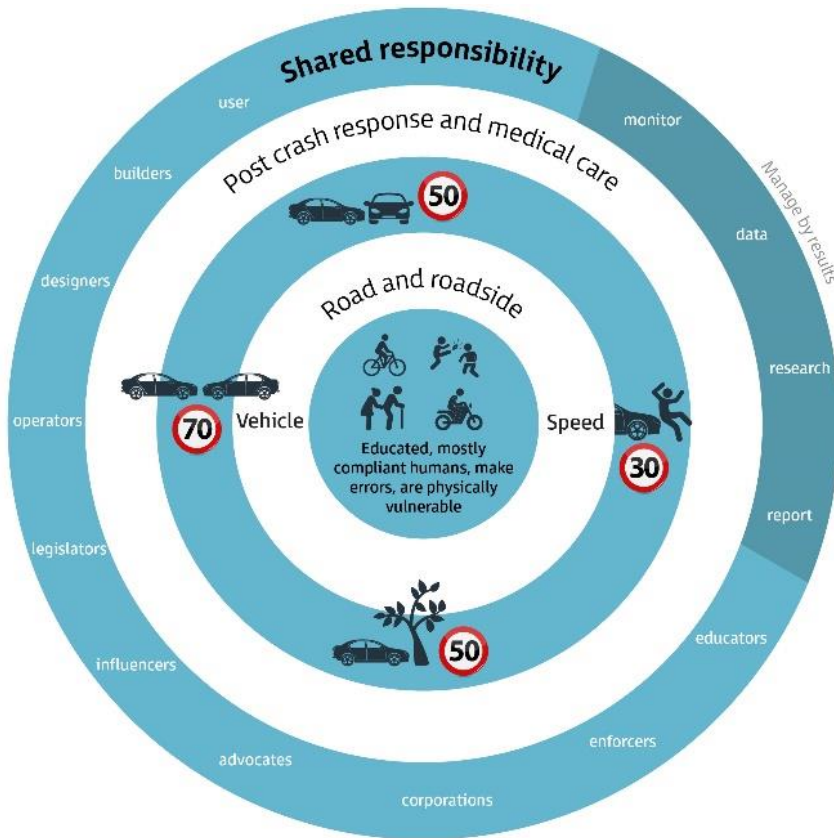 Shared responsibility
user
builders
designers
operators
legislators
influencers
advocates
corporations
enforcers
educators
report
research
data
monitor
Manage by results
Post crash response and medical care
50
Road and roadside
70
Vehicle
Speed
30
Educated, mostly
compliant humans, make
errors, are physically
vulnerable
50